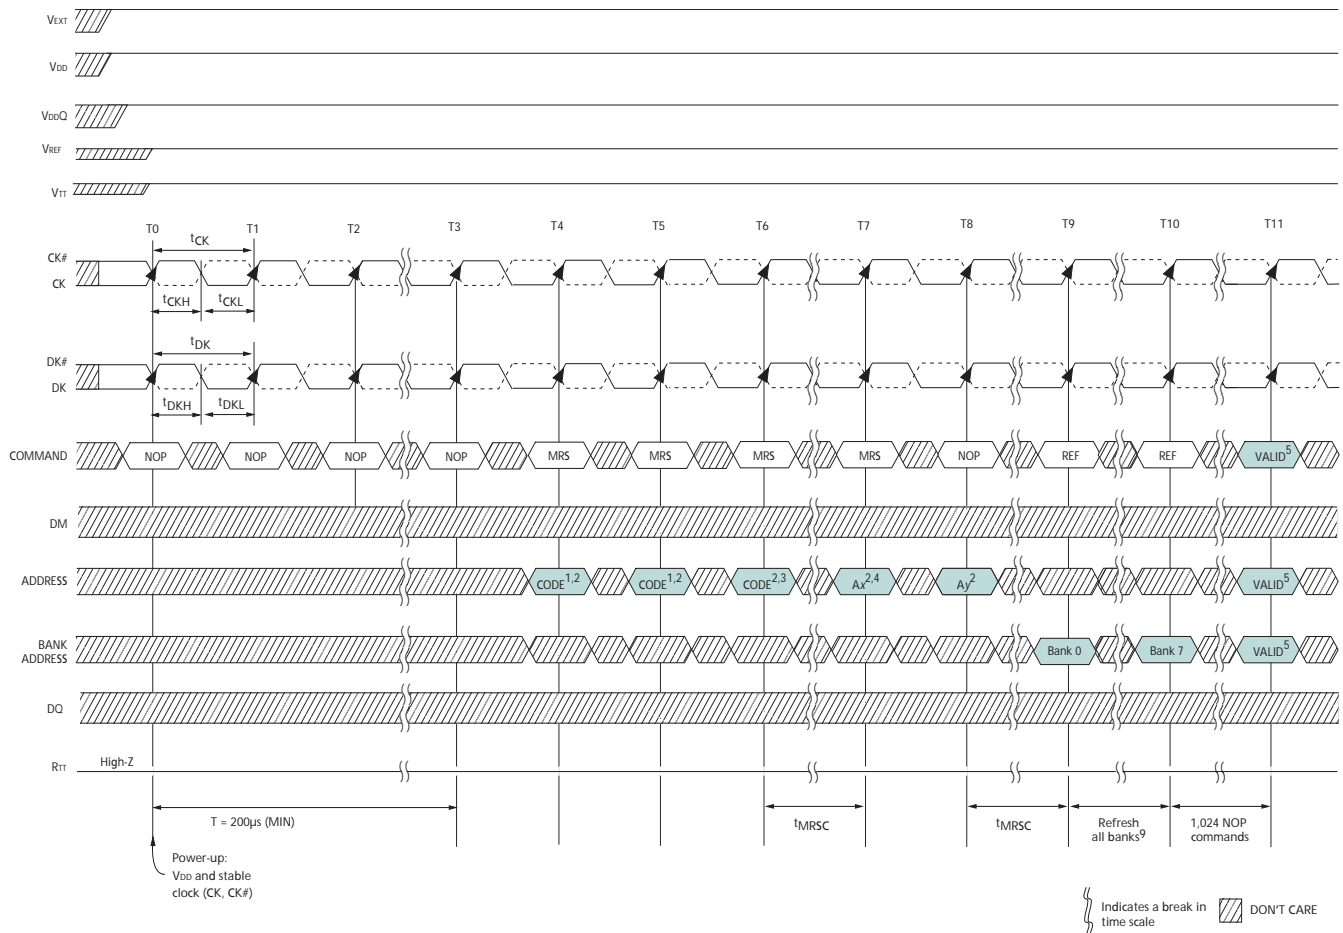 VEXT
VDD
VDDQ
VREF
VTT
T0 T1 T2 T3 T4 T5 T6 T7 T8 T9 T10 T11
tCK
CK#
CK
tCKH tCKL
tDK
DK#
DK
tDKH tDKL
COMMAND NOP NOP NOP NOP MRS MRS MRS MRS NOP REF REF VALID5
DM
ADDRESS CODE1,2 CODE1,2 CODE2,3 Ax2,4 Ay2 VALID5
BANK
ADDRESS Bank 0 Bank 7 VALID5
DQ
RTT High-Z
T = 200µs (MIN) tMRSC tMRSC Refresh
all banks9
1,024 NOP
commands
Power-up:
VDD and stable
clock (CK, CK#)
Indicates a break in
time scale
DON'T CARE